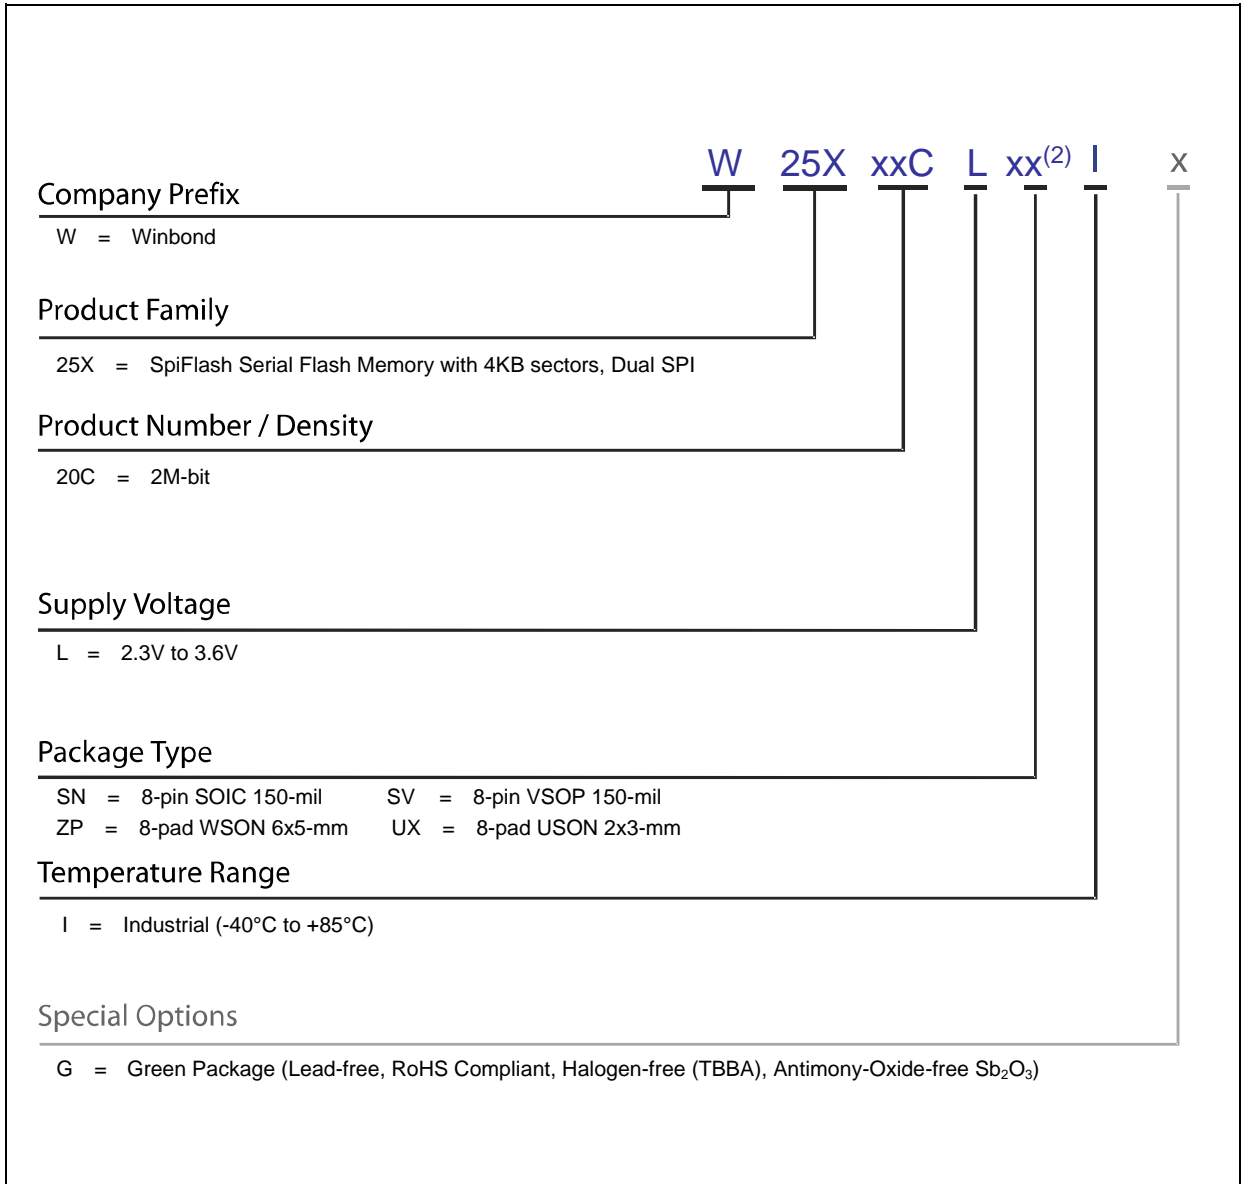 W 25X xxC L xx(2) I x
Company Prefix
W = Winbond
Product Family
25X = SpiFlash Serial Flash Memory with 4KB sectors, Dual SPI
Product Number / Density
20C = 2M-bit
Supply Voltage
L = 2.3V to 3.6V
Package Type
SN = 8-pin SOIC 150-mil SV = 8-pin VSOP 150-mil
ZP = 8-pad WSON 6x5-mm UX = 8-pad USON 2x3-mm
Temperature Range
I = Industrial (-40°C to +85°C)
Special Options
G = Green Package (Lead-free, RoHS Compliant, Halogen-free (TBBA), Antimony-Oxide-free Sb₂O₃)